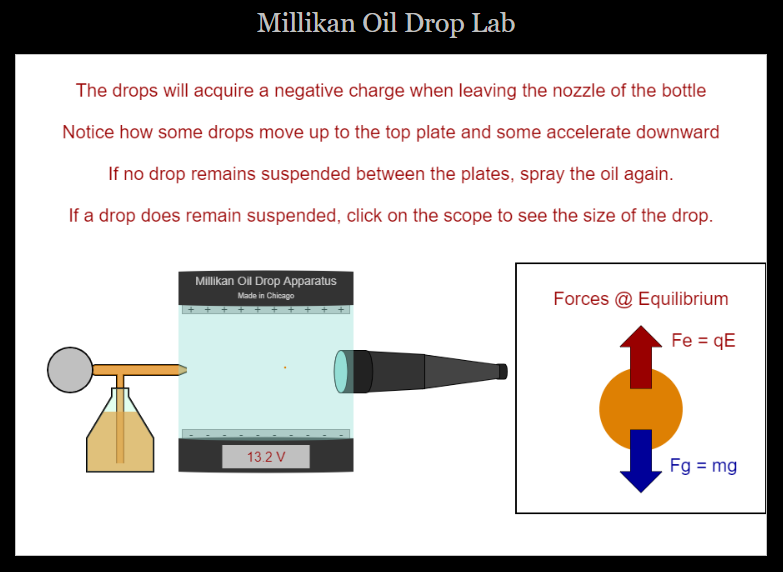 Millikan Oil Drop Lab
The drops will acquire a negative charge when leaving the nozzle of the bottle
Notice how some drops move up to the top plate and some accelerate downward
If no drop remains suspended between the plates, spray the oil again.
If a drop does remain suspended, click on the scope to see the size of the drop.
Millikan Oil Drop Apparatus
Made in Chicago
+ + + + + + + + + +
- - - - - - - - - -
13.2 V
Forces @ Equilibrium
Fe = qE
Fg = mg